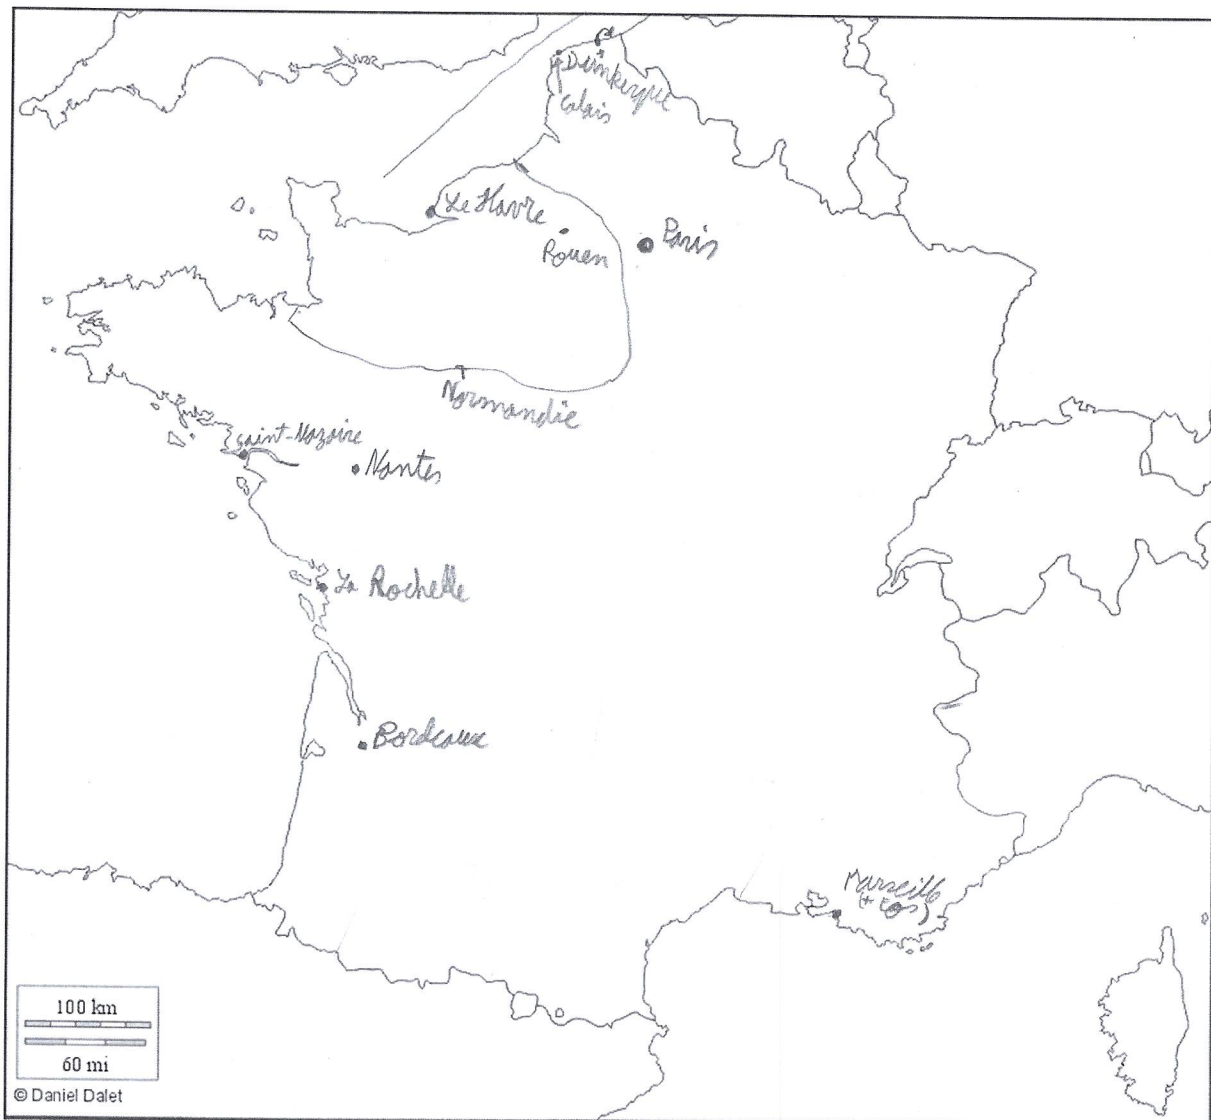 Dunkerque
Calais
Le Havre
Rouen
Paris
Normandie
Saint-Nazaire
Nantes
La Rochelle
Bordeaux
Marseille
(+ Fos)
100 km
60 mi
© Daniel Dalet